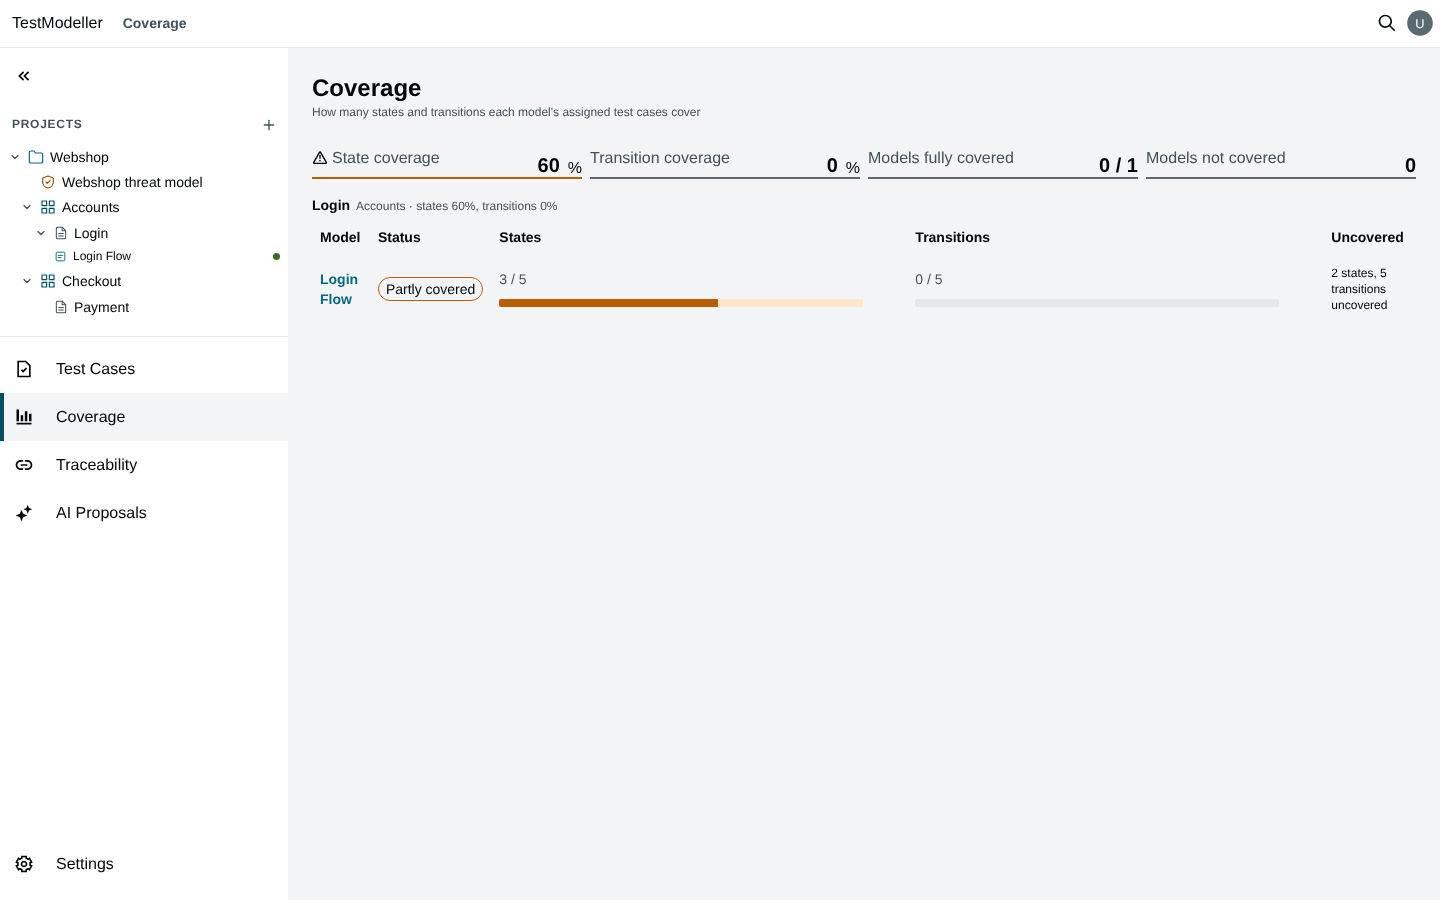 TestModeller Coverage U
PROJECTS
Webshop
Webshop threat model
Accounts
Login
Login Flow
Checkout
Payment
Test Cases
Coverage
Traceability
AI Proposals
Settings
Coverage
How many states and transitions each model's assigned test cases cover
State coverage 60 %
Transition coverage 0 %
Models fully covered 0 / 1
Models not covered 0
Login Accounts · states 60%, transitions 0%
Model Status States Transitions Uncovered
Login Flow
Partly covered
3 / 5
0 / 5
2 states, 5
transitions
uncovered